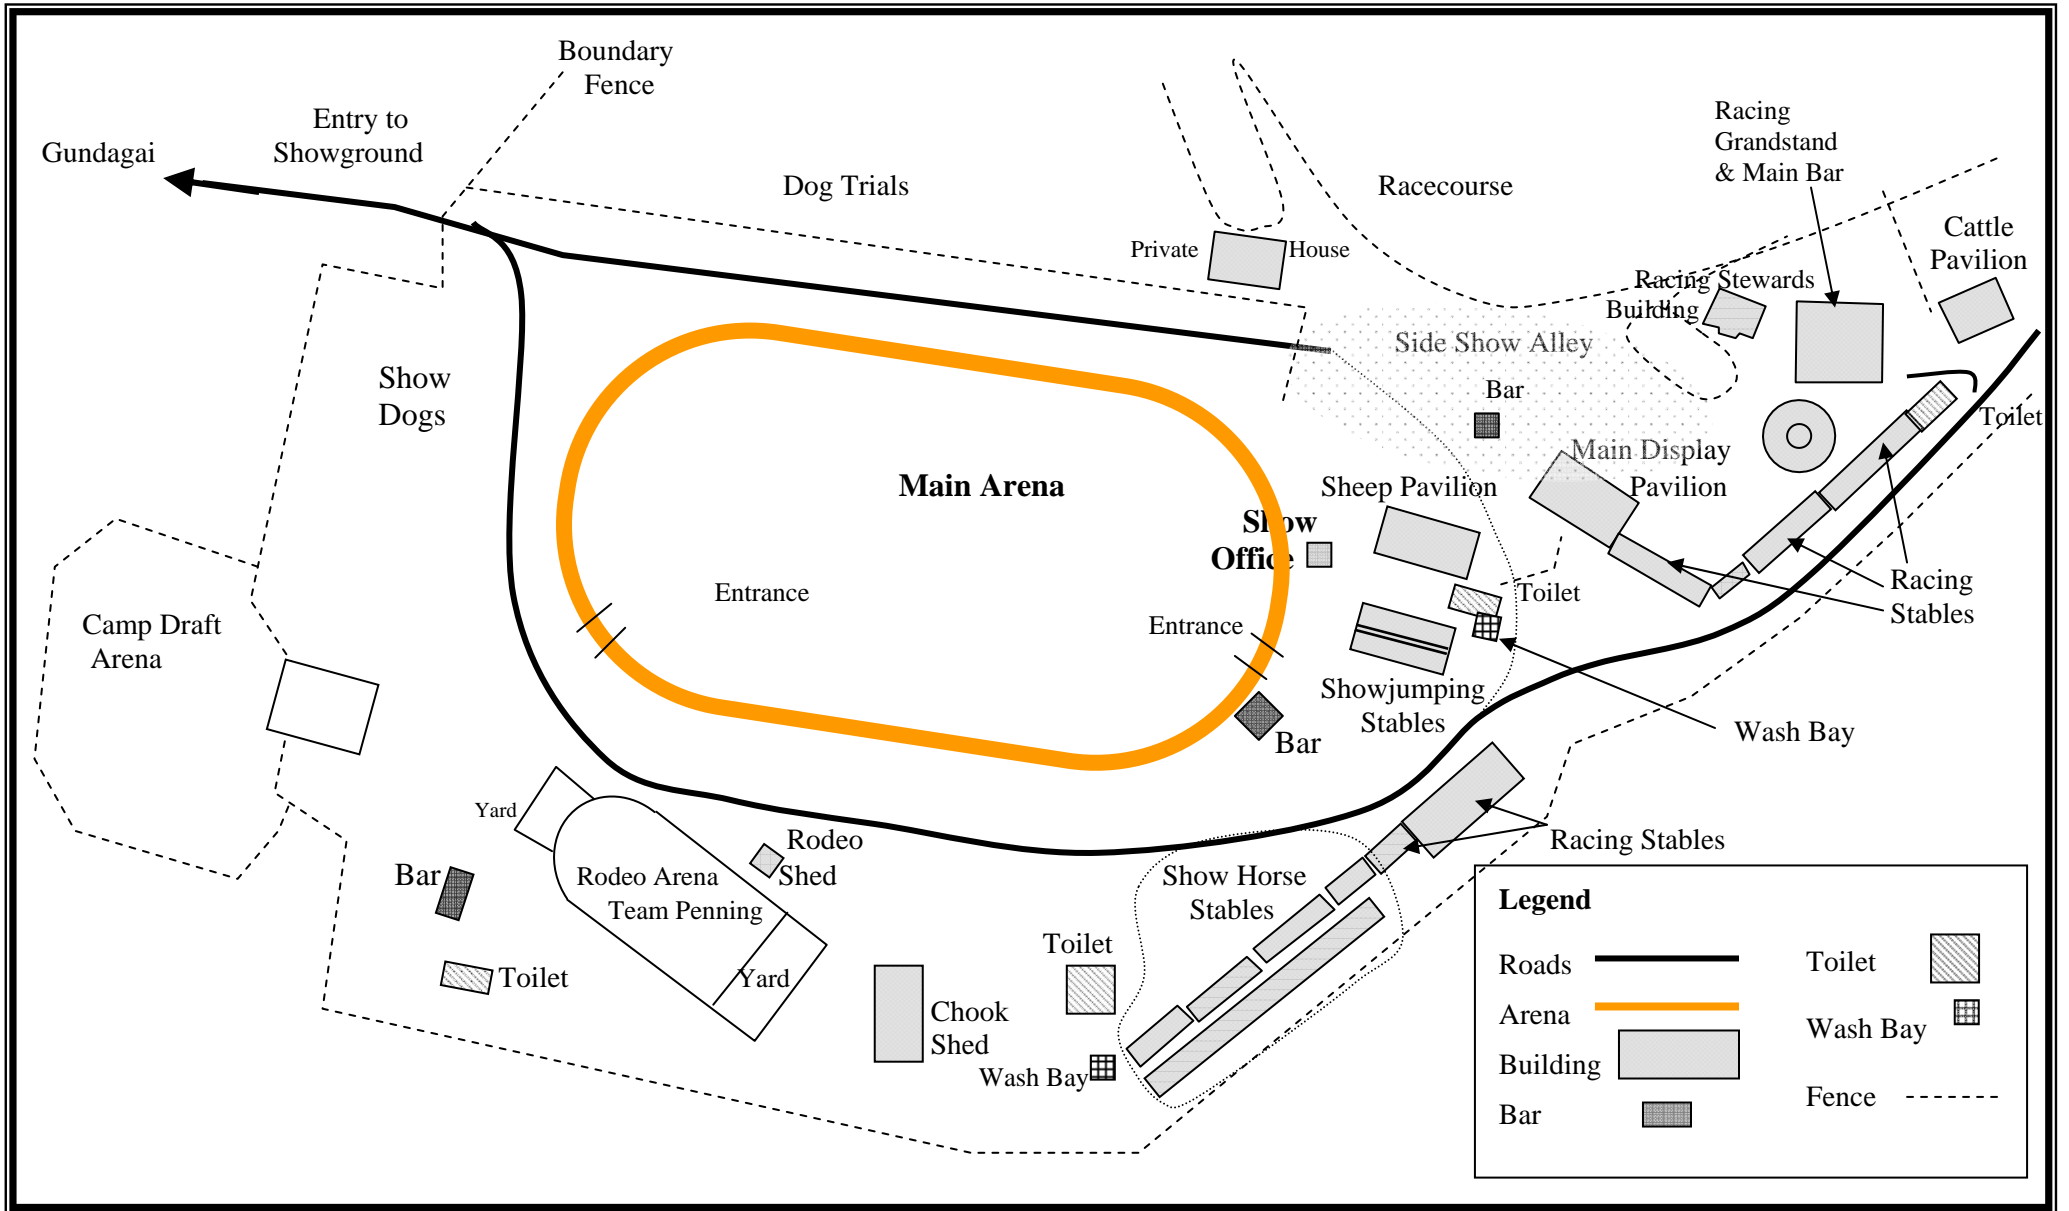 Boundary
Fence
Entry to
Showground
Gundagai
Dog Trials
Racecourse
Racing
Grandstand
& Main Bar
Cattle
Pavilion
Private
House
Racing Stewards
Building
Side Show Alley
Bar
Toilet
Show
Dogs
Main Display
Pavilion
Main Arena
Sheep Pavilion
Show
Office
Entrance
Entrance
Toilet
Racing
Stables
Camp Draft
Arena
Showjumping
Stables
Wash Bay
Bar
Yard
Rodeo
Shed
Racing Stables
Bar
Rodeo Arena
Team Penning
Show Horse
Stables
Toilet
Toilet
Yard
Chook
Shed
Wash Bay
Legend
Roads
Arena
Building
Bar
Toilet
Wash Bay
Fence